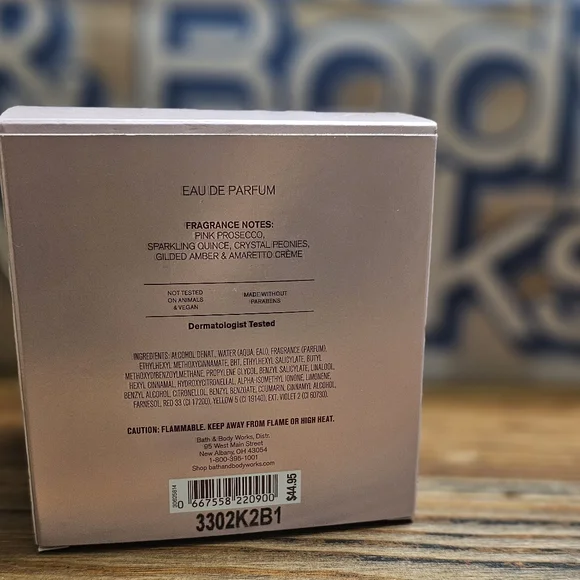 & Bod
ks
EAU DE PARFUM
FRAGRANCE NOTES:
PINK PROSECCO,
SPARKLING QUINCE, CRYSTAL PEONIES,
GILDED AMBER & AMARETTO CRÈME
NOT TESTED
ON ANIMALS
& VEGAN
MADE WITHOUT
PARABENS
Dermatologist Tested
INGREDIENTS: ALCOHOL DENAT., WATER (AQUA, EAU), FRAGRANCE (PARFUM),
ETHYLHEXYL METHOXYCINNAMATE, BHT, ETHYLHEXYL SALICYLATE, BUTYL
METHOXYDIBENZOYLMETHANE, PROPYLENE GLYCOL, BENZYL SALICYLATE, LINALOOL,
HEXYL CINNAMAL, HYDROXYCITRONELLAL, ALPHA-ISOMETHYL IONONE, LIMONENE,
BENZYL ALCOHOL, CITRONELLOL, BENZYL BENZOATE, COUMARIN, CINNAMYL ALCOHOL,
FARNESOL, RED 33 (CI 17200), YELLOW 5 (CI 19140), EXT. VIOLET 2 (CI 60730).
CAUTION: FLAMMABLE. KEEP AWAY FROM FLAME OR HIGH HEAT.
Bath & Body Works, Distr.
95 West Main Street
New Albany, OH 43054
1-800-395-1001
Shop bathandbodyworks.com
0 667558 220900
$44.95
3302K2B1